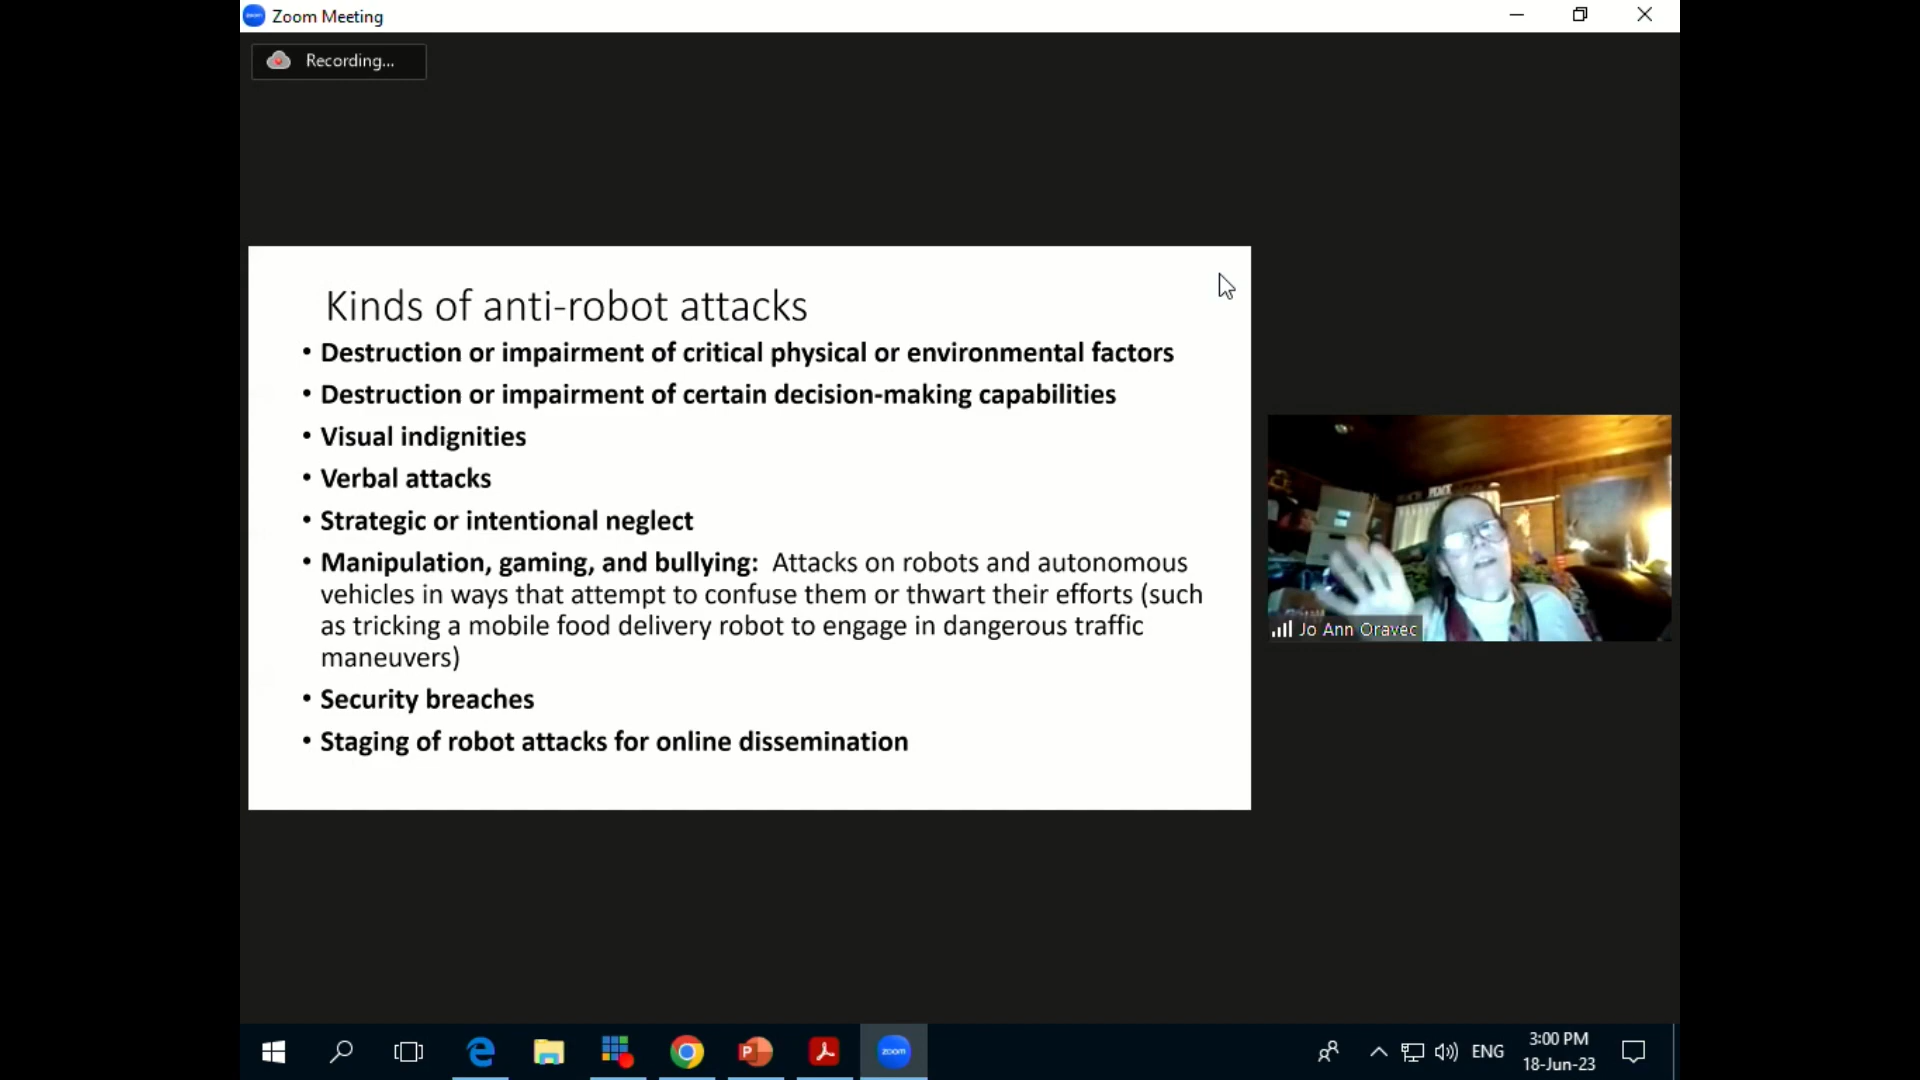 Zoom Meeting
Recording...
Kinds of anti-robot attacks
• Destruction or impairment of critical physical or environmental factors
• Destruction or impairment of certain decision-making capabilities
• Visual indignities
• Verbal attacks
• Strategic or intentional neglect
• Manipulation, gaming, and bullying: Attacks on robots and autonomous
vehicles in ways that attempt to confuse them or thwart their efforts (such
as tricking a mobile food delivery robot to engage in dangerous traffic
maneuvers)
• Security breaches
• Staging of robot attacks for online dissemination
Jo Ann Oravec
zoom
ENG
3:00 PM
18-Jun-23